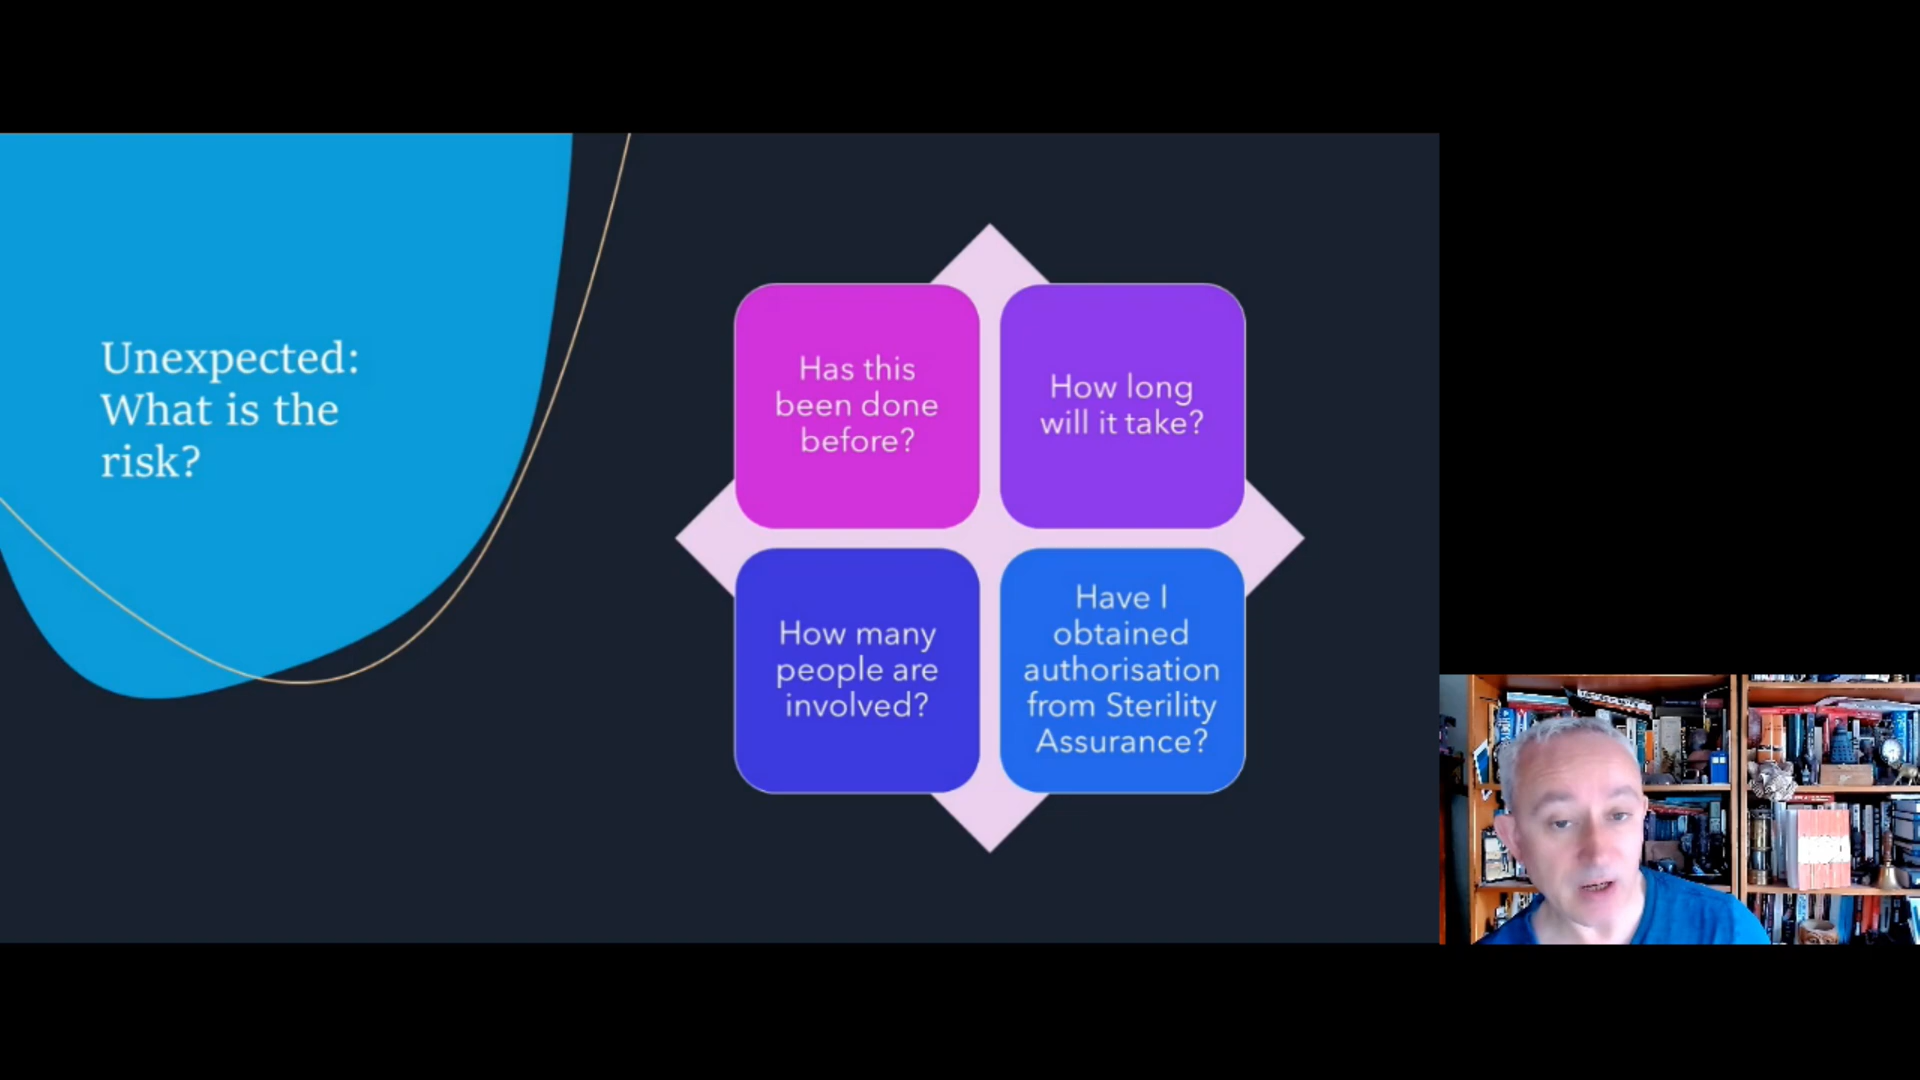 Unexpected:
What is the
risk?
Has this
been done
before?
How long
will it take?
How many
people are
involved?
Have I
obtained
authorisation
from Sterility
Assurance?